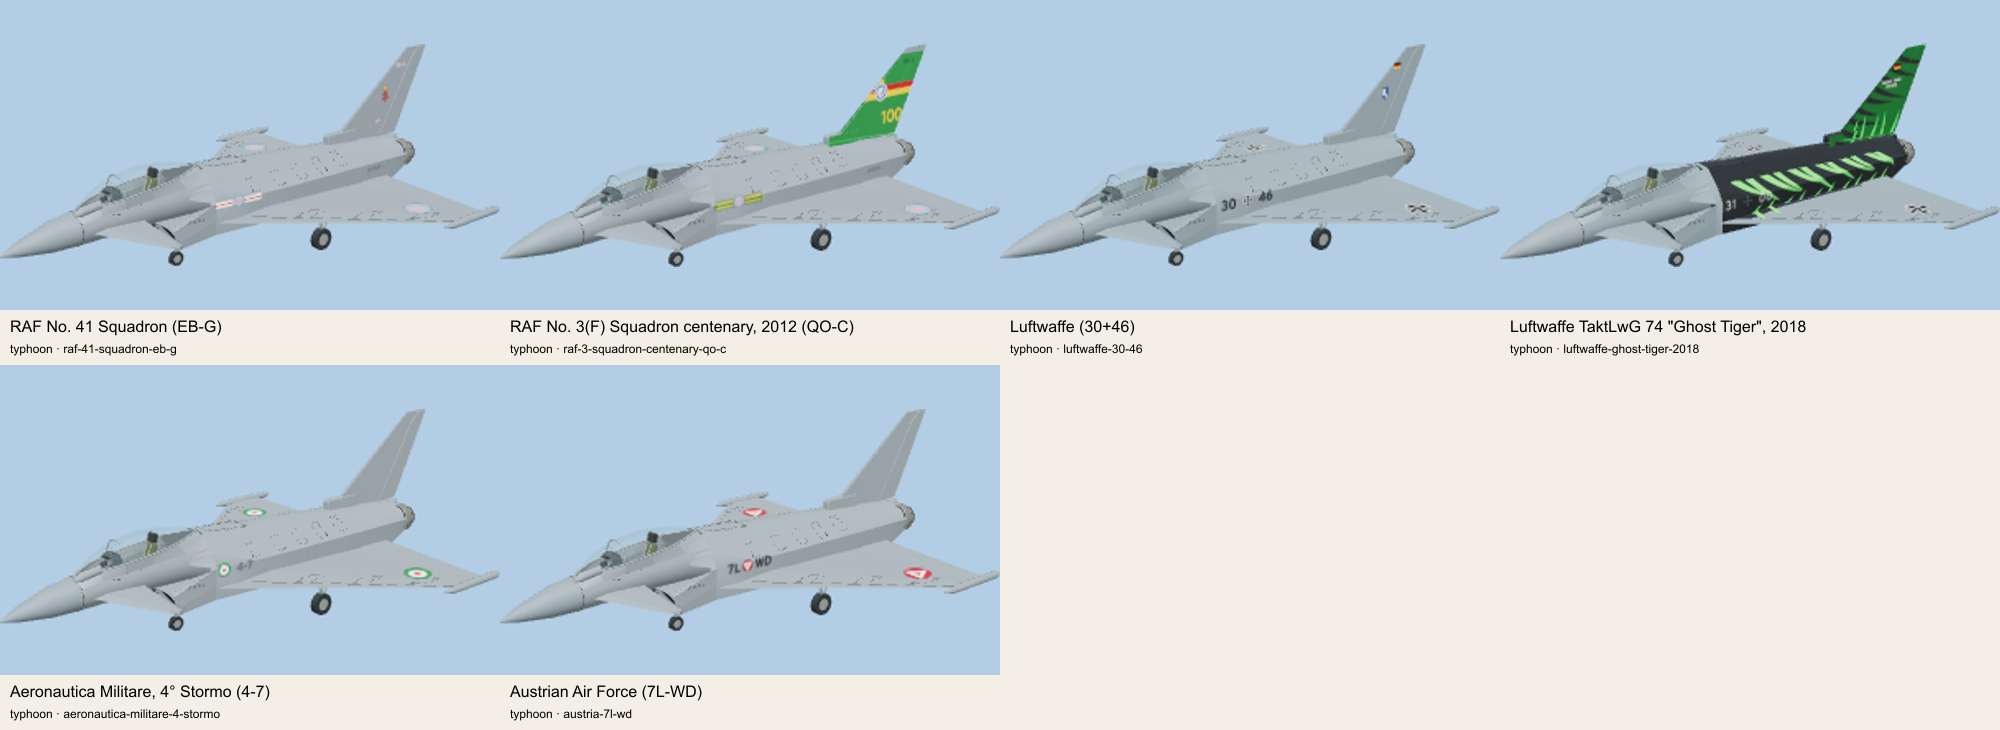 100
30 46
31
RAF No. 41 Squadron (EB-G)
typhoon · raf-41-squadron-eb-g
RAF No. 3(F) Squadron centenary, 2012 (QO-C)
typhoon · raf-3-squadron-centenary-qo-c
Luftwaffe (30+46)
typhoon · luftwaffe-30-46
Luftwaffe TaktLwG 74 "Ghost Tiger", 2018
typhoon · luftwaffe-ghost-tiger-2018
4-7
7L WD
Aeronautica Militare, 4° Stormo (4-7)
typhoon · aeronautica-militare-4-stormo
Austrian Air Force (7L-WD)
typhoon · austria-7l-wd